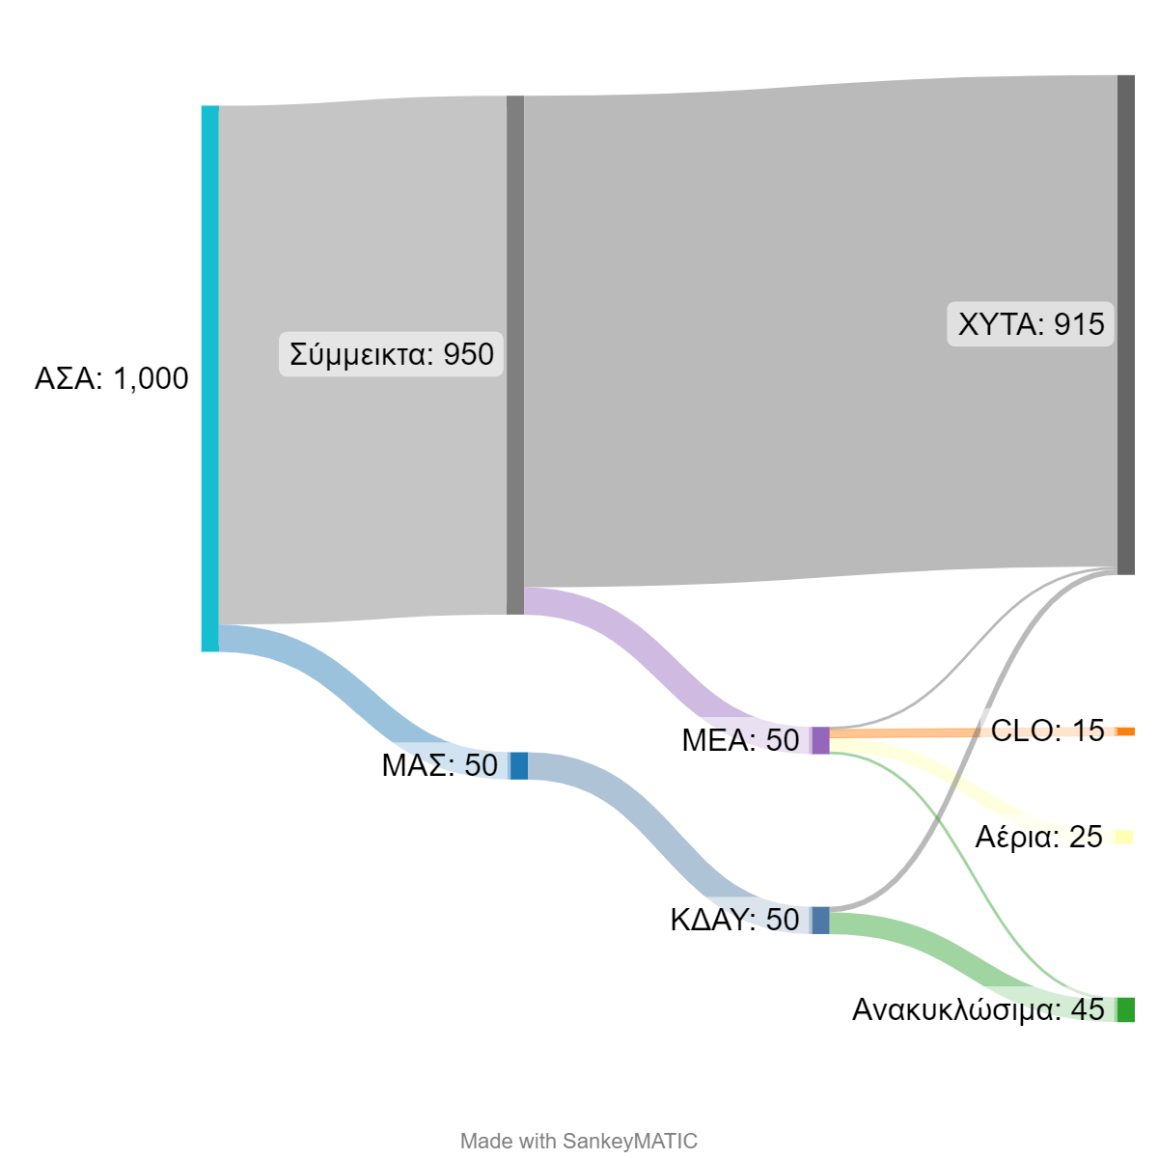 ΧΥΤΑ: 915
Σύμμεικτα: 950
ΑΣΑ: 1,000
CLO: 15
ΜΕΑ: 50
ΜΑΣ: 50
Αέρια: 25
ΚΔΑΥ: 50
Ανακυκλώσιμα: 45
Made with SankeyMATIC